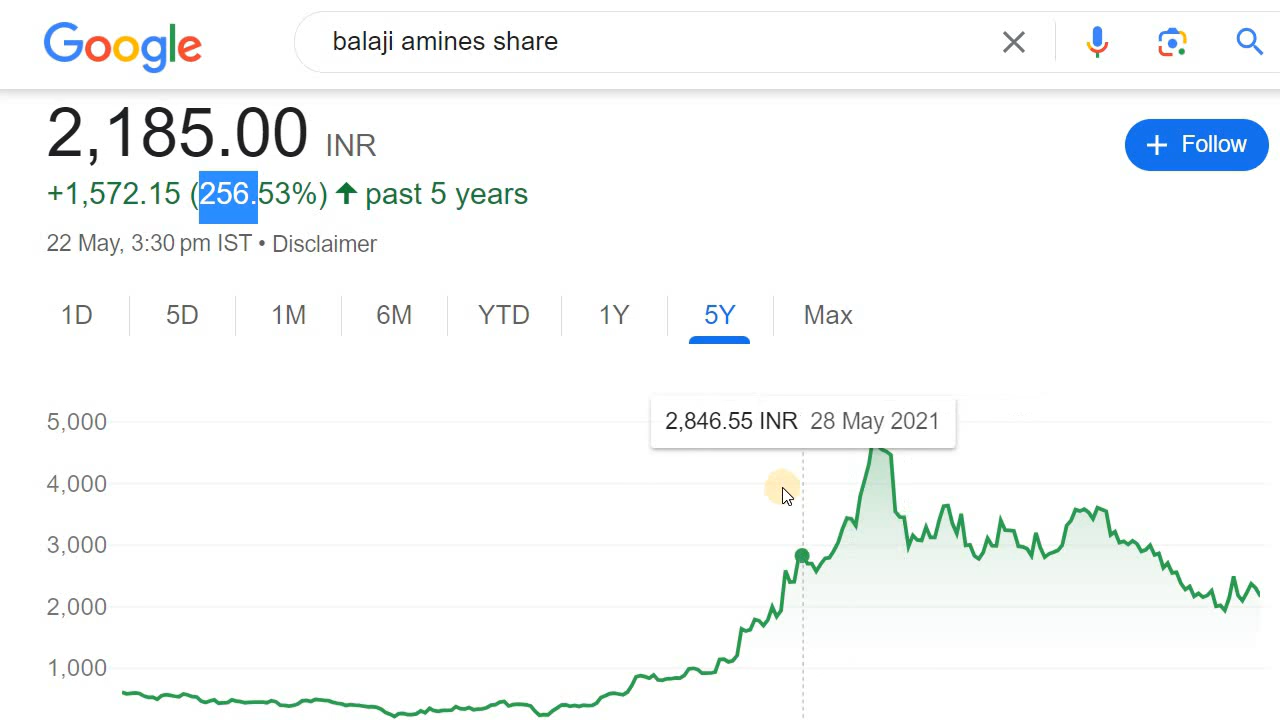 Google
balaji amines share
2,185.00 INR
+ Follow
+1,572.15 (256.53%) ↑ past 5 years
22 May, 3:30 pm IST • Disclaimer
1D 5D 1M 6M YTD 1Y 5Y Max
2,846.55 INR 28 May 2021
5,000
4,000
3,000
2,000
1,000